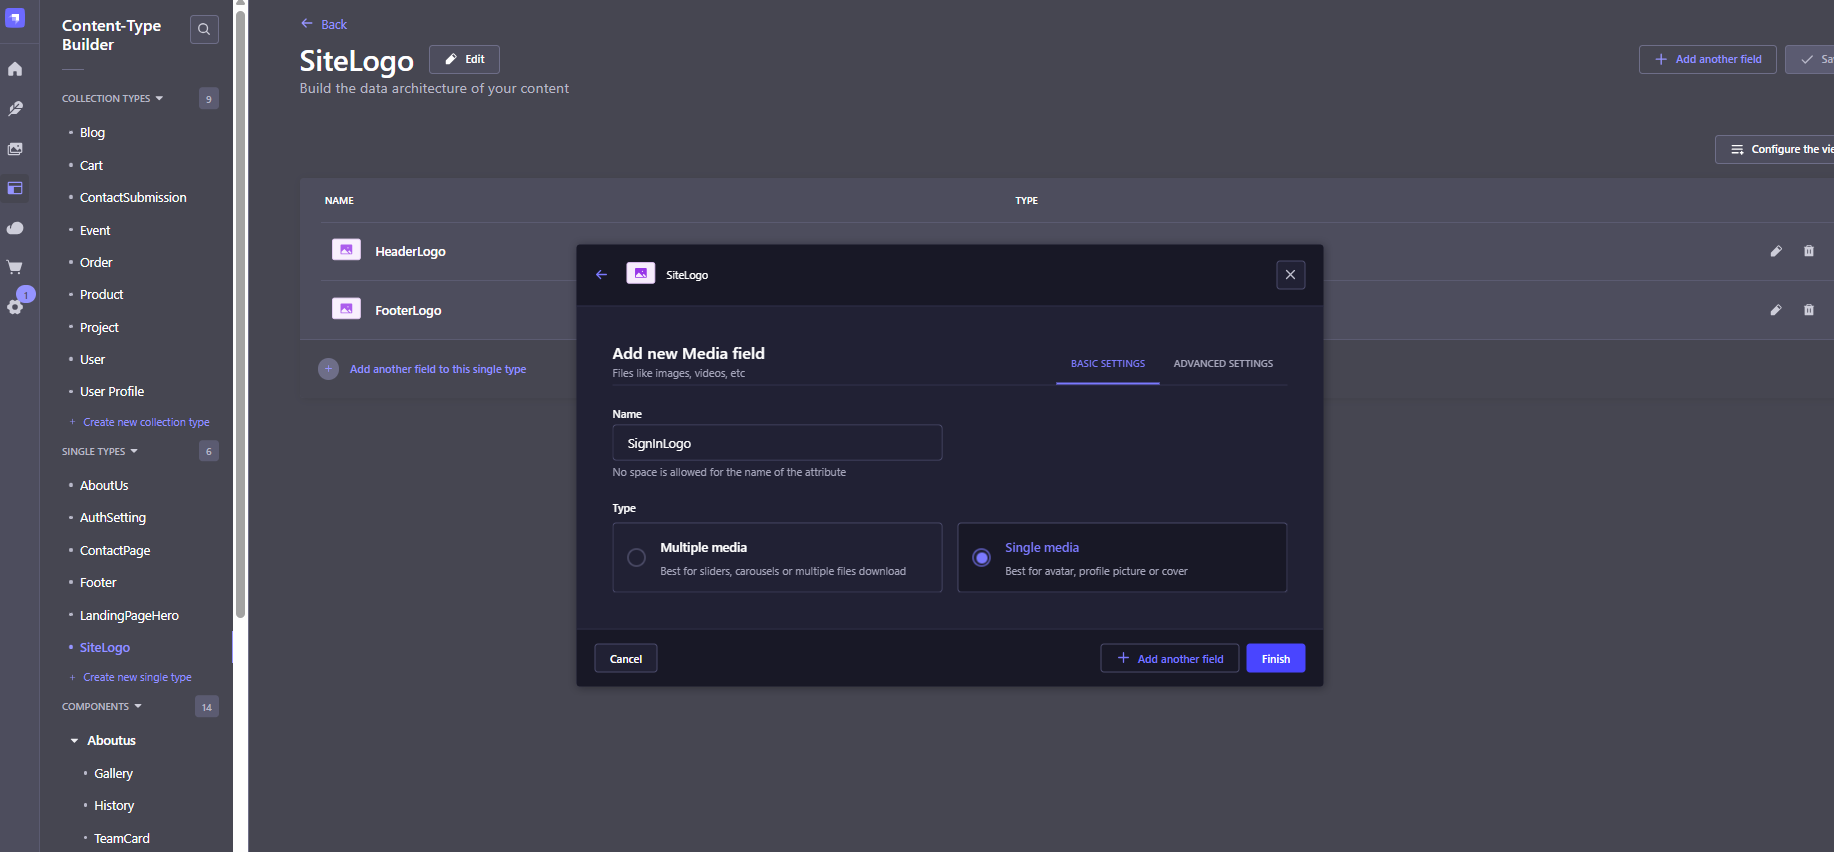 Content-Type
Builder
COLLECTION TYPES
9
Blog
Cart
ContactSubmission
Event
Order
1
Product
Project
User
User Profile
+ Create new collection type
SINGLE TYPES
6
AboutUs
AuthSetting
ContactPage
Footer
LandingPageHero
SiteLogo
+ Create new single type
COMPONENTS
14
Aboutus
Gallery
History
TeamCard
Back
SiteLogo
Edit
Add another field
Build the data architecture of your content
Configure the
NAME
TYPE
HeaderLogo
FooterLogo
Add another field to this single type
SiteLogo
Add new Media field
Files like images, videos, etc
BASIC SETTINGS
ADVANCED SETTINGS
Name
SignInLogo
No space is allowed for the name of the attribute
Type
Multiple media
Best for sliders, carousels or multiple files download
Single media
Best for avatar, profile picture or cover
Cancel
Add another field
Finish